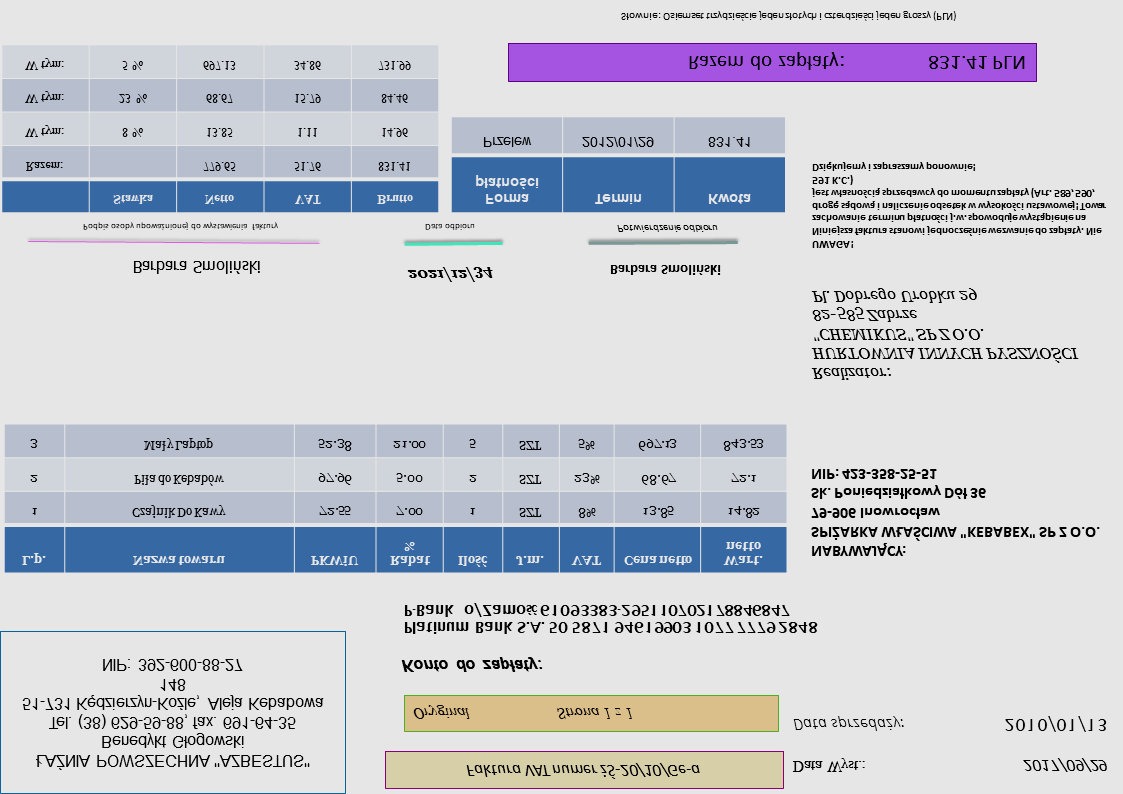 ŁAŹNIA POWSZECHNA "AZBESTUS"
Benedykt Głogowski
Tel. (38) 629-59-88, fax. 691-64-35
51-731 Kędzierzyn-Koźle, Aleja Kebabowa
148
NIP: 392-600-88-27
Faktura VAT numer źś-20/10/Ge-a
Oryginał Strona 1 z 1
Data Wyst.: 2017/09/29
Data sprzedaży: 2010/01/13
Konto do zapłaty:
Platinum Bank S.A. 50 5871 9461 9903 1077 7779 2848
P-Bank o/Zamość 61093383-295110702178846847
NABYWAJĄCY:
SPIŻARKA WŁAŚCIWA "KEBABEX" SP Z O.O.
79-906 Inowrocław
Sk. Poniedziałkowy Dół 36
NIP: 423-358-25-51
L.p. Nazwa towaru PKWiU Rabat % Ilość J.m. VAT Cena netto Wart. netto
1 Czajnik Do Kawy 72.55 7.00 1 SZT 8% 13.85 14.82
2 Piła do Kebabów 97.96 5.00 2 SZT 23% 68.67 72.1
3 Mały Laptop 52.38 21.00 5 SZT 5% 697.13 843.53
Realizator:
HURTOWNIA INNYCH PYSZNOŚCI
"CHEMIKUS" SP Z O.O.
82-585 Zabrze
Pl. Dobrego Urobku 29
Barbara Smoliński
Podpis osoby upoważnionej do wystawienia faktury
2021/12/34
Data odbioru
Barbara Smoliński
Potwierdzenie odbioru
UWAGA!
Niniejsza faktura stanowi jednocześnie wezwanie do zapłaty. Nie
zachowanie terminu płatności j.w. spowoduje wystąpienie na
drogę sądową i naliczenie odsetek w wysokości ustawowej! Towar
jest własnością sprzedawcy do momentu zapłaty (Art. 589, 590,
591 K.C.)
Dziękujemy i zapraszamy ponownie!
Stawka Netto VAT Brutto
Razem: 779.65 51.76 831.41
W tym: 8 % 13.85 1.11 14.96
W tym: 23 % 68.67 15.79 84.46
W tym: 5 % 697.13 34.86 731.99
Forma płatności Termin Kwota
Przelew 2012/01/29 831.41
Razem do zapłaty: 831.41 PLN
Słownie: Osiemset trzydzieście jeden złotych i czterdzieści jeden groszy (PLN)